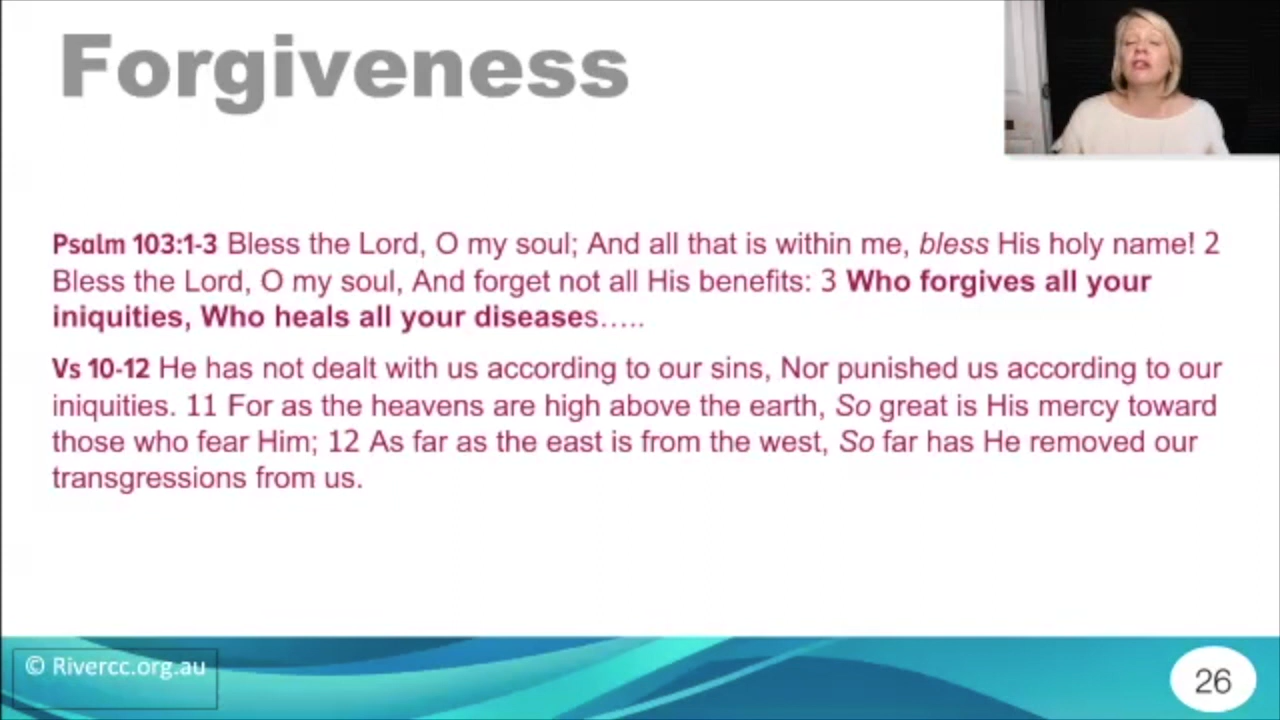 Forgiveness
Psalm 103:1-3 Bless the Lord, O my soul; And all that is within me, bless His holy name! 2
Bless the Lord, O my soul, And forget not all His benefits: 3 Who forgives all your
iniquities, Who heals all your diseases…..
Vs 10-12 He has not dealt with us according to our sins, Nor punished us according to our
iniquities. 11 For as the heavens are high above the earth, So great is His mercy toward
those who fear Him; 12 As far as the east is from the west, So far has He removed our
transgressions from us.
© Rivercc.org.au
26